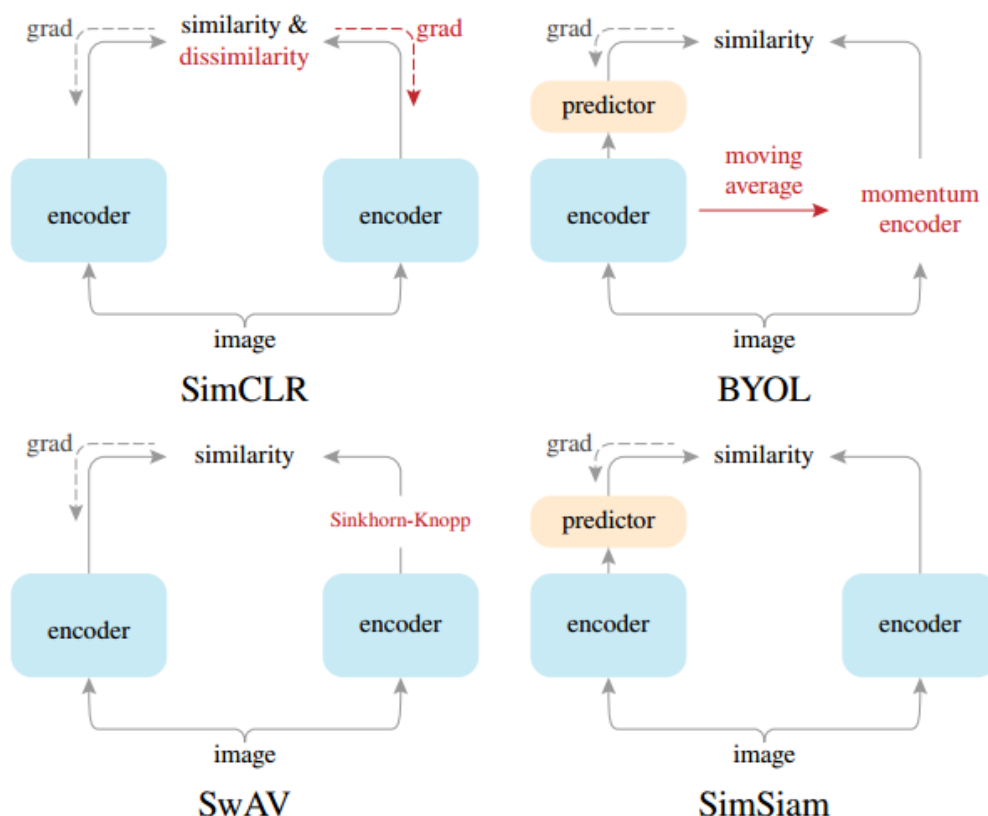 grad
similarity &
dissimilarity
grad
encoder
encoder
image
SimCLR
grad
similarity
predictor
moving
average
encoder
momentum
encoder
image
BYOL
grad
similarity
Sinkhorn-Knopp
encoder
encoder
image
SwAV
grad
similarity
predictor
encoder
encoder
image
SimSiam